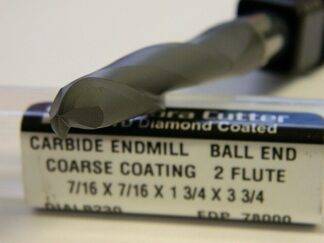 Cutter
Diamond Coated
CARBIDE ENDMILL BALL END
COARSE COATING 2 FLUTE
7/16 X 7/16 X 1 3/4 X 3 3/4
EDP 78000